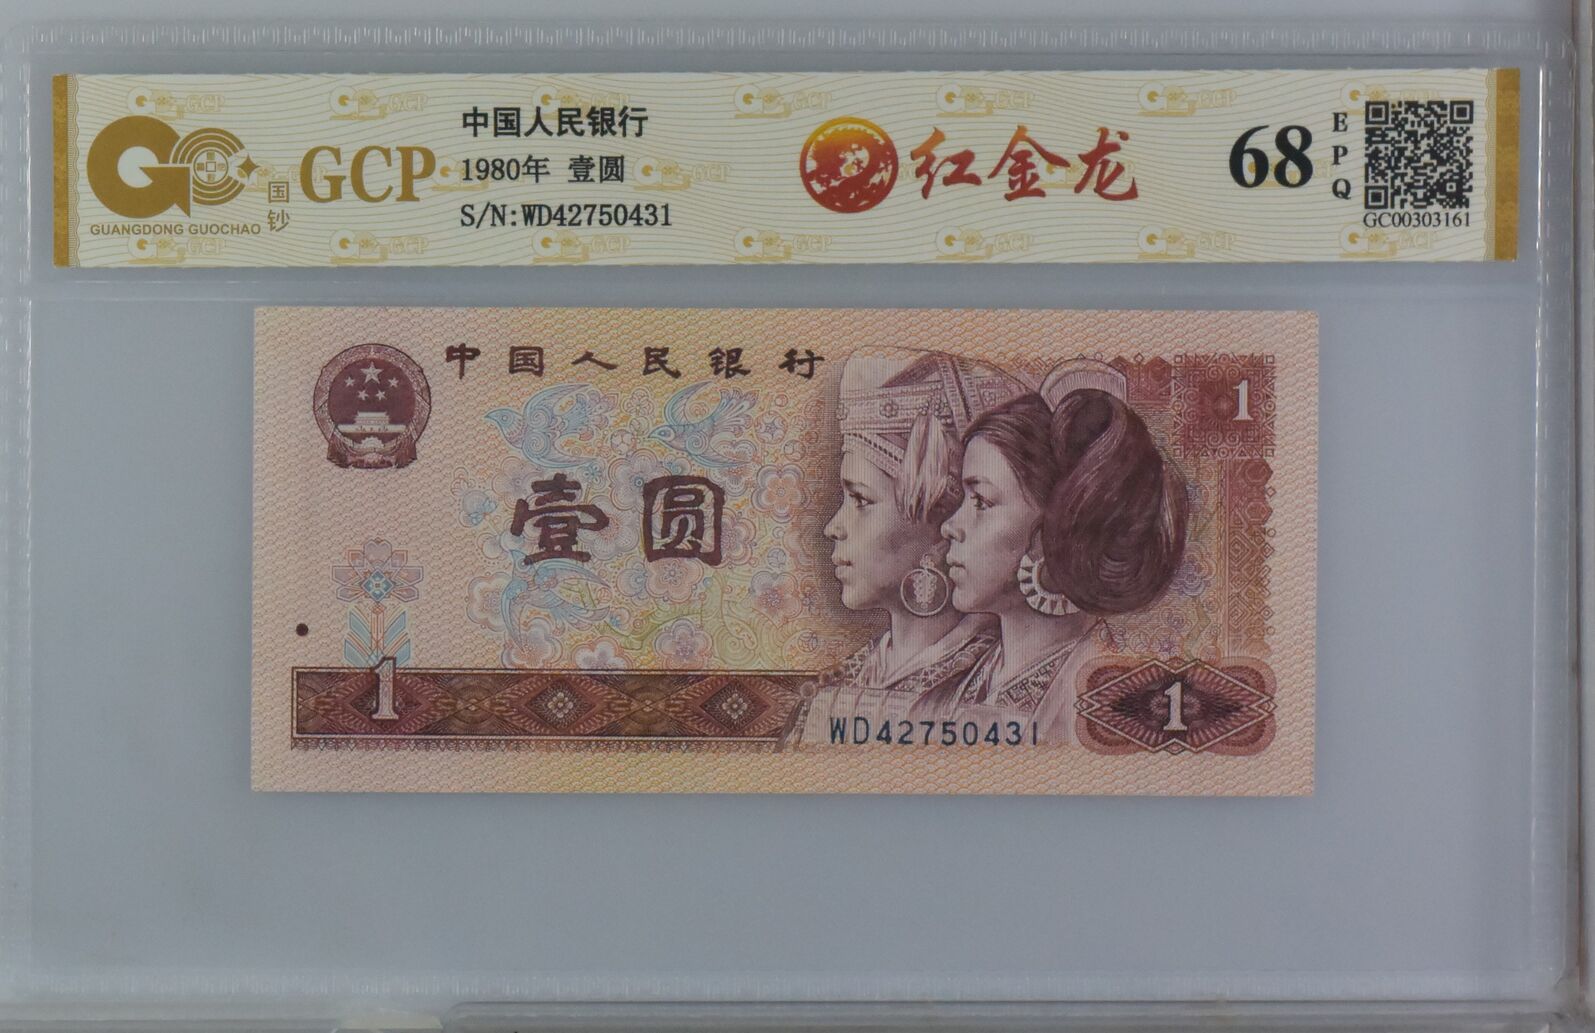 GCP
国钞
GUANGDONG GUOCHAO
中国人民银行
1980年 壹圆
S/N:WD42750431
红金龙
68
EPQ
GC00303161
中国人民银行
1
壹圆
1
WD42750431
1